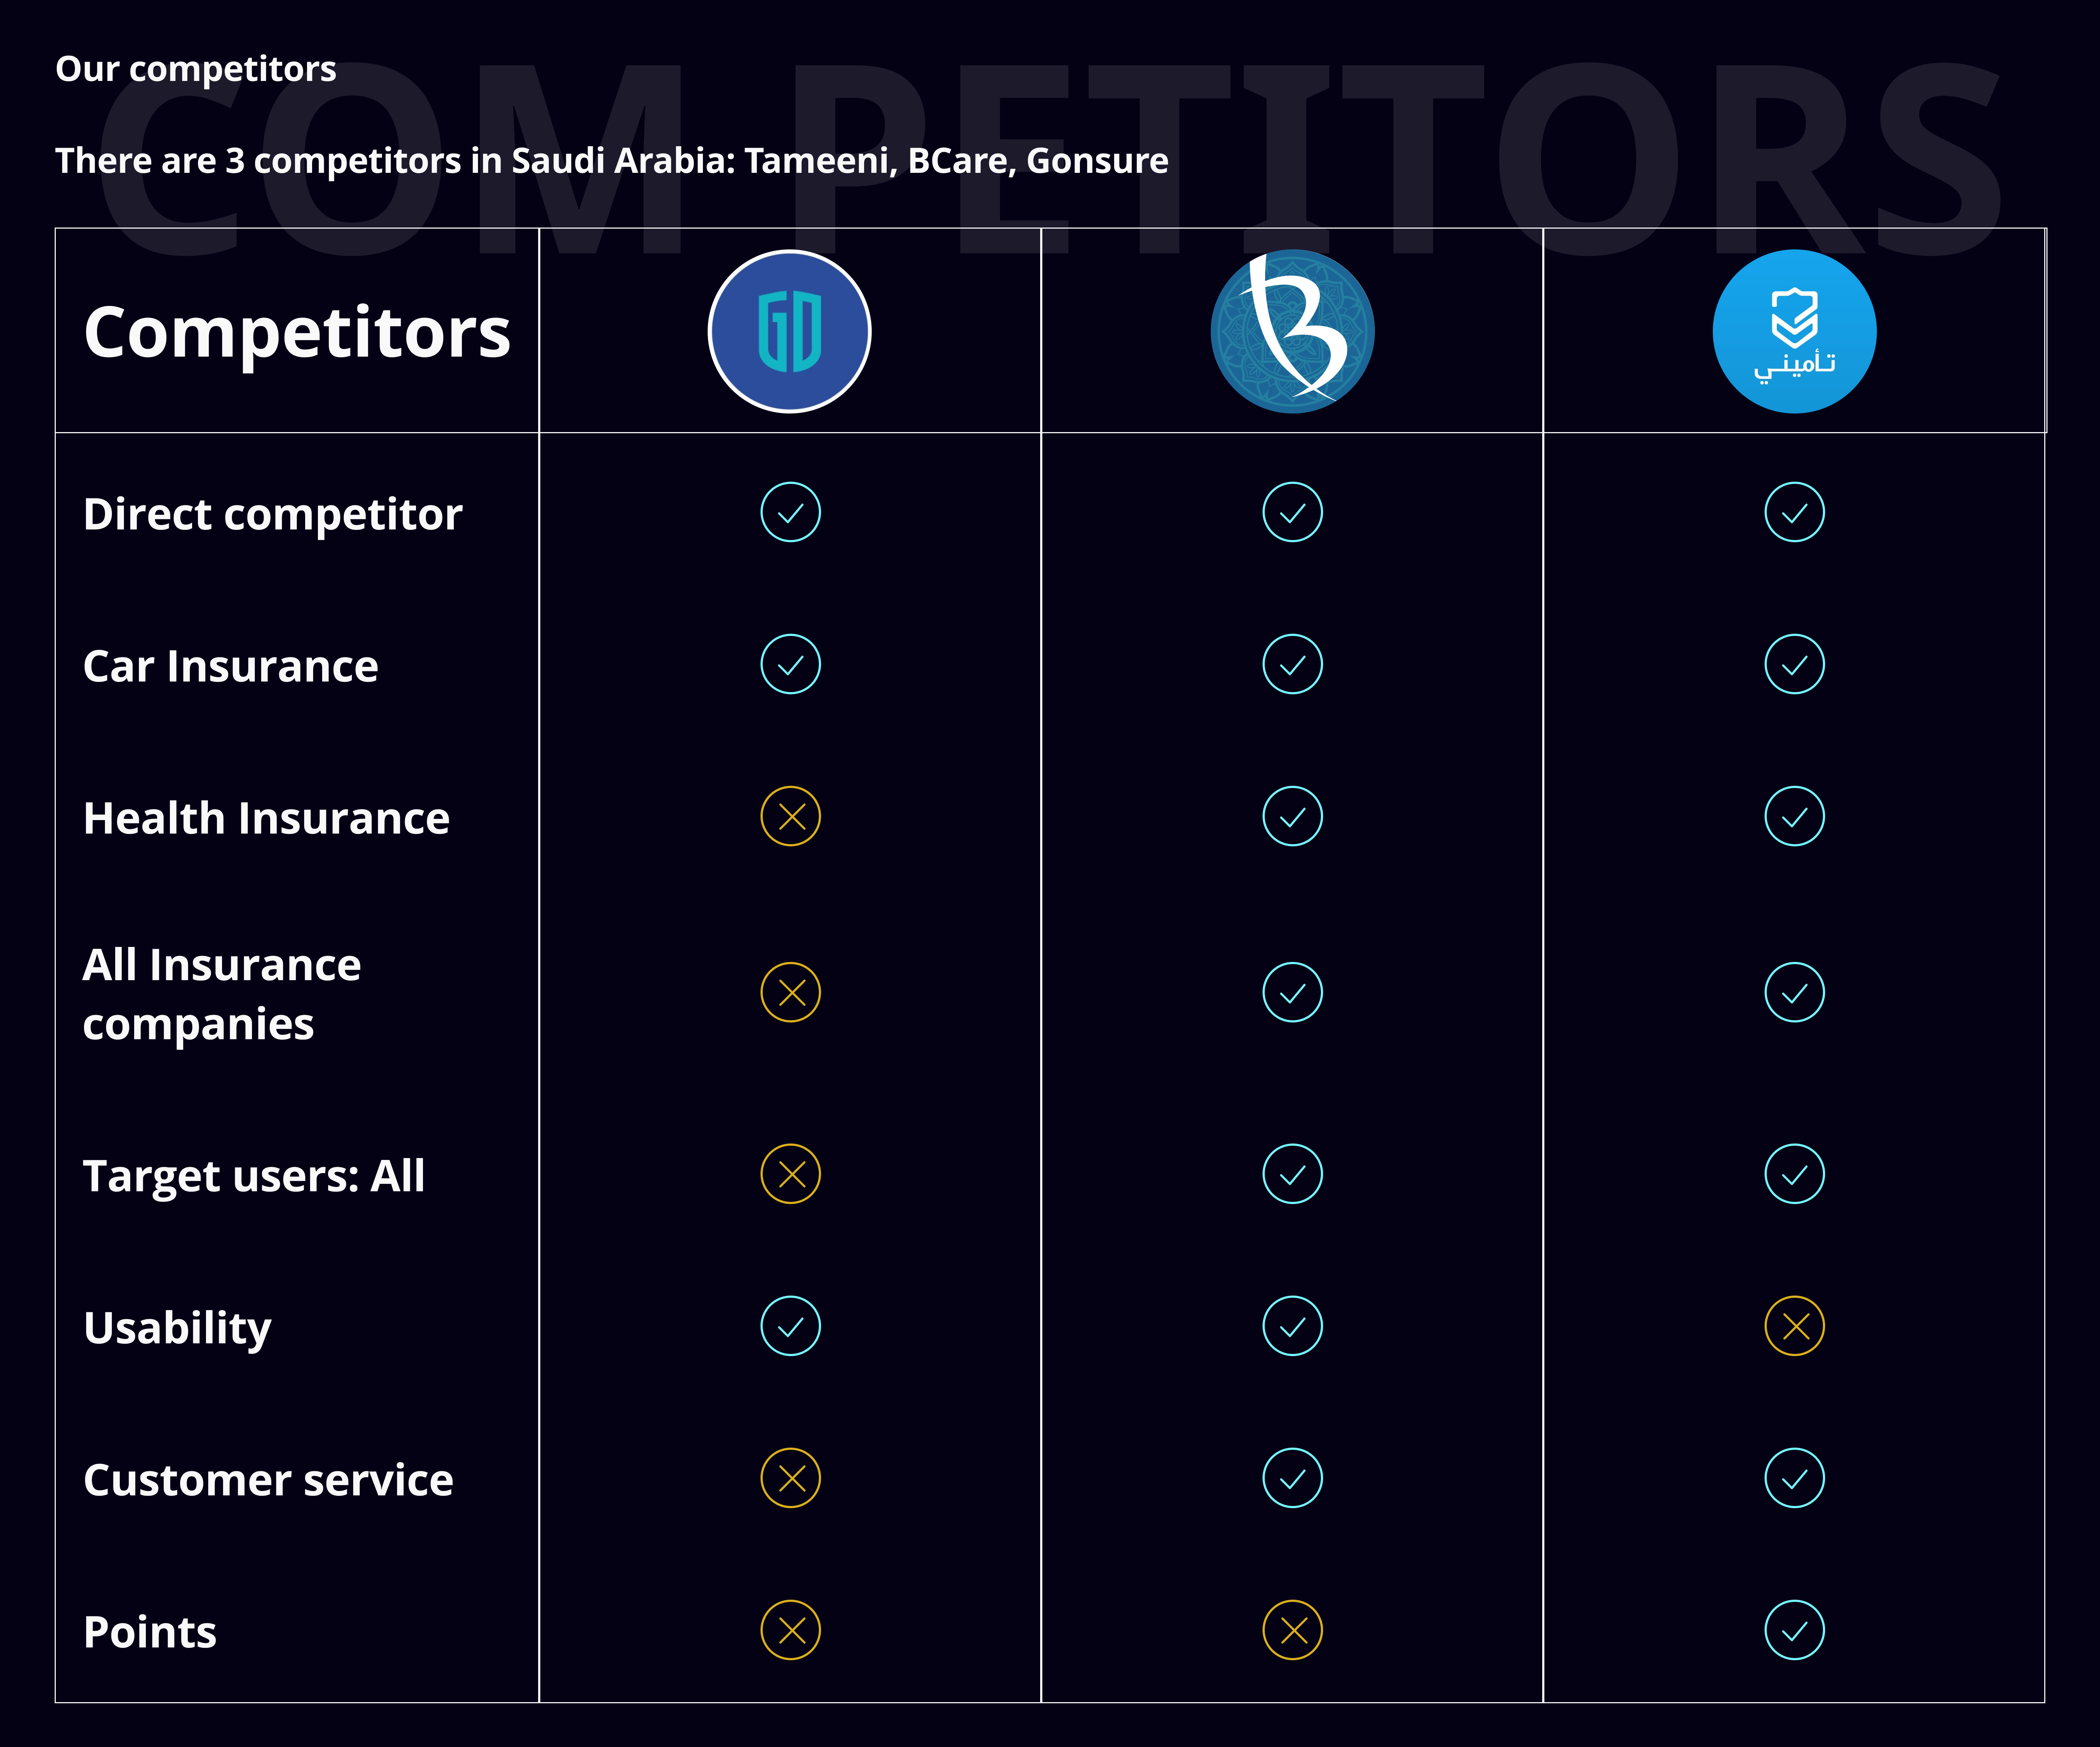 Our competitors
COM PETITORS
There are 3 competitors in Saudi Arabia: Tameeni, BCare, Gonsure
Competitors
B
تأميني
Direct competitor
Car Insurance
Health Insurance
All Insurance
companies
Target users: All
Usability
Customer service
Points